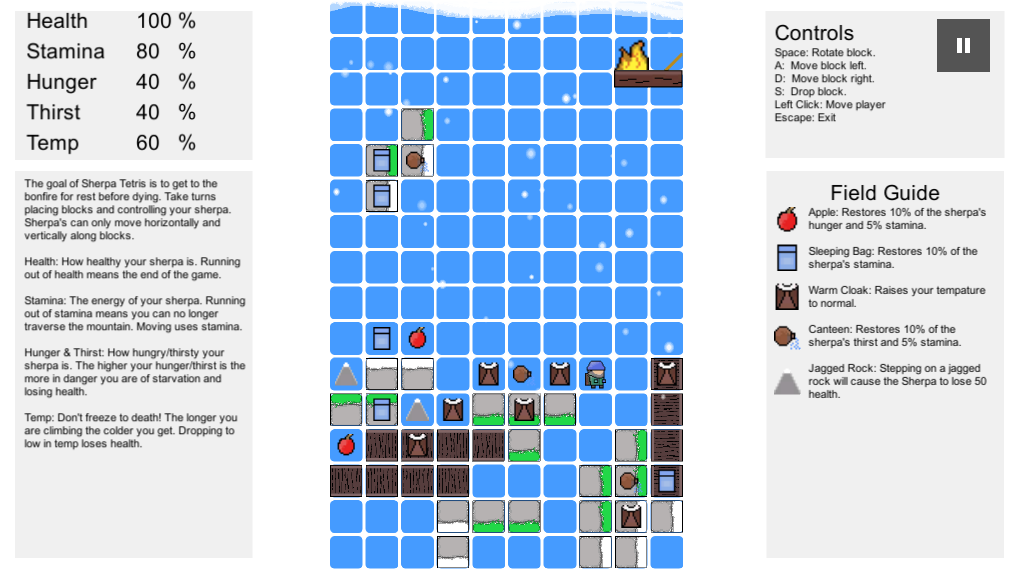 Health 100 %
Stamina 80 %
Hunger 40 %
Thirst 40 %
Temp 60 %
The goal of Sherpa Tetris is to get to the
bonfire for rest before dying. Take turns
placing blocks and controlling your sherpa.
Sherpa's can only move horizontally and
vertically along blocks.
Health: How healthy your sherpa is. Running
out of health means the end of the game.
Stamina: The energy of your sherpa. Running
out of stamina means you can no longer
traverse the mountain. Moving uses stamina.
Hunger & Thirst: How hungry/thirsty your
sherpa is. The higher your hunger/thirst is the
more in danger you are of starvation and
losing health.
Temp: Don't freeze to death! The longer you
are climbing the colder you get. Dropping to
low in temp loses health.
Controls
Space: Rotate block.
A: Move block left.
D: Move block right.
S: Drop block.
Left Click: Move player
Escape: Exit
Field Guide
Apple: Restores 10% of the sherpa's
hunger and 5% stamina.
Sleeping Bag: Restores 10% of the
sherpa's stamina.
Warm Cloak: Raises your tempature
to normal.
Canteen: Restores 10% of the
sherpa's thirst and 5% stamina.
Jagged Rock: Stepping on a jagged
rock will cause the Sherpa to lose 50
health.